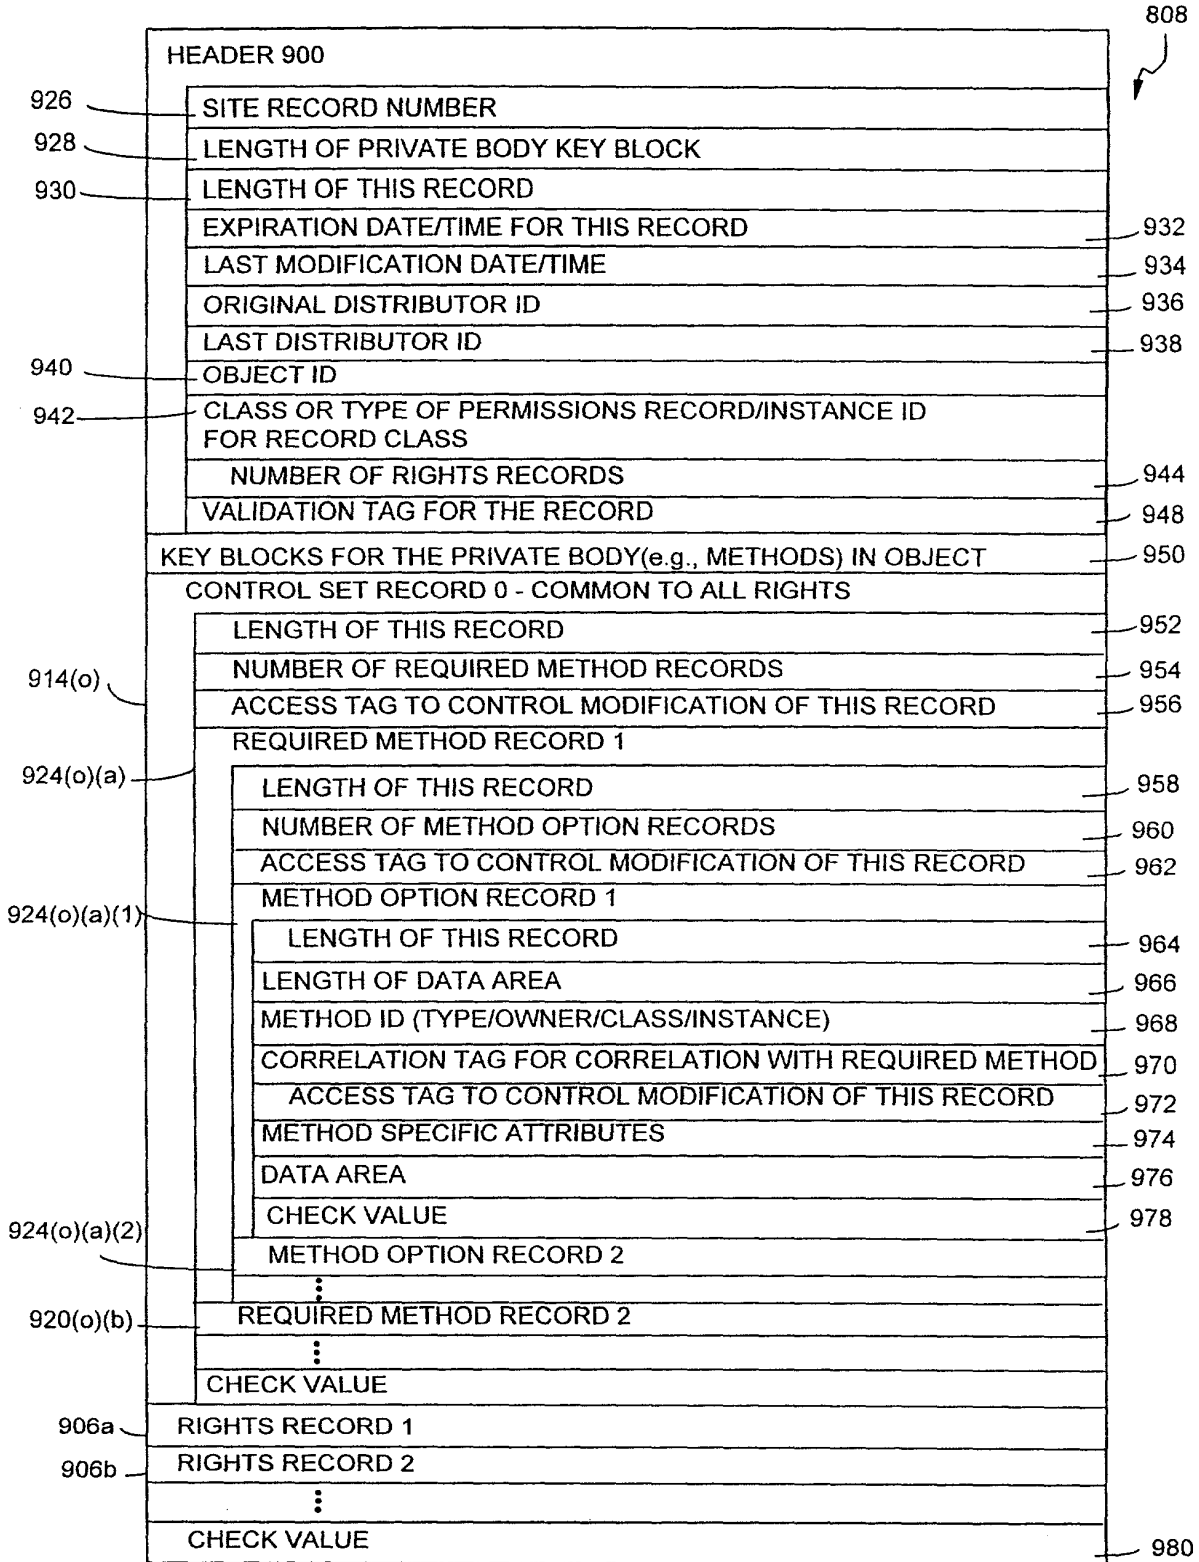 808
HEADER 900
926 SITE RECORD NUMBER
928 LENGTH OF PRIVATE BODY KEY BLOCK
930 LENGTH OF THIS RECORD
EXPIRATION DATE/TIME FOR THIS RECORD 932
LAST MODIFICATION DATE/TIME 934
ORIGINAL DISTRIBUTOR ID 936
LAST DISTRIBUTOR ID 938
940 OBJECT ID
942 CLASS OR TYPE OF PERMISSIONS RECORD/INSTANCE ID
FOR RECORD CLASS
NUMBER OF RIGHTS RECORDS 944
VALIDATION TAG FOR THE RECORD 948
KEY BLOCKS FOR THE PRIVATE BODY(e.g., METHODS) IN OBJECT 950
CONTROL SET RECORD 0 - COMMON TO ALL RIGHTS
LENGTH OF THIS RECORD 952
914(o) NUMBER OF REQUIRED METHOD RECORDS 954
ACCESS TAG TO CONTROL MODIFICATION OF THIS RECORD 956
REQUIRED METHOD RECORD 1
924(o)(a) LENGTH OF THIS RECORD 958
NUMBER OF METHOD OPTION RECORDS 960
ACCESS TAG TO CONTROL MODIFICATION OF THIS RECORD 962
924(o)(a)(1) METHOD OPTION RECORD 1
LENGTH OF THIS RECORD 964
LENGTH OF DATA AREA 966
METHOD ID (TYPE/OWNER/CLASS/INSTANCE) 968
CORRELATION TAG FOR CORRELATION WITH REQUIRED METHOD 970
ACCESS TAG TO CONTROL MODIFICATION OF THIS RECORD 972
METHOD SPECIFIC ATTRIBUTES 974
DATA AREA 976
CHECK VALUE 978
924(o)(a)(2) METHOD OPTION RECORD 2
920(o)(b) REQUIRED METHOD RECORD 2
CHECK VALUE
906a RIGHTS RECORD 1
906b RIGHTS RECORD 2
CHECK VALUE 980